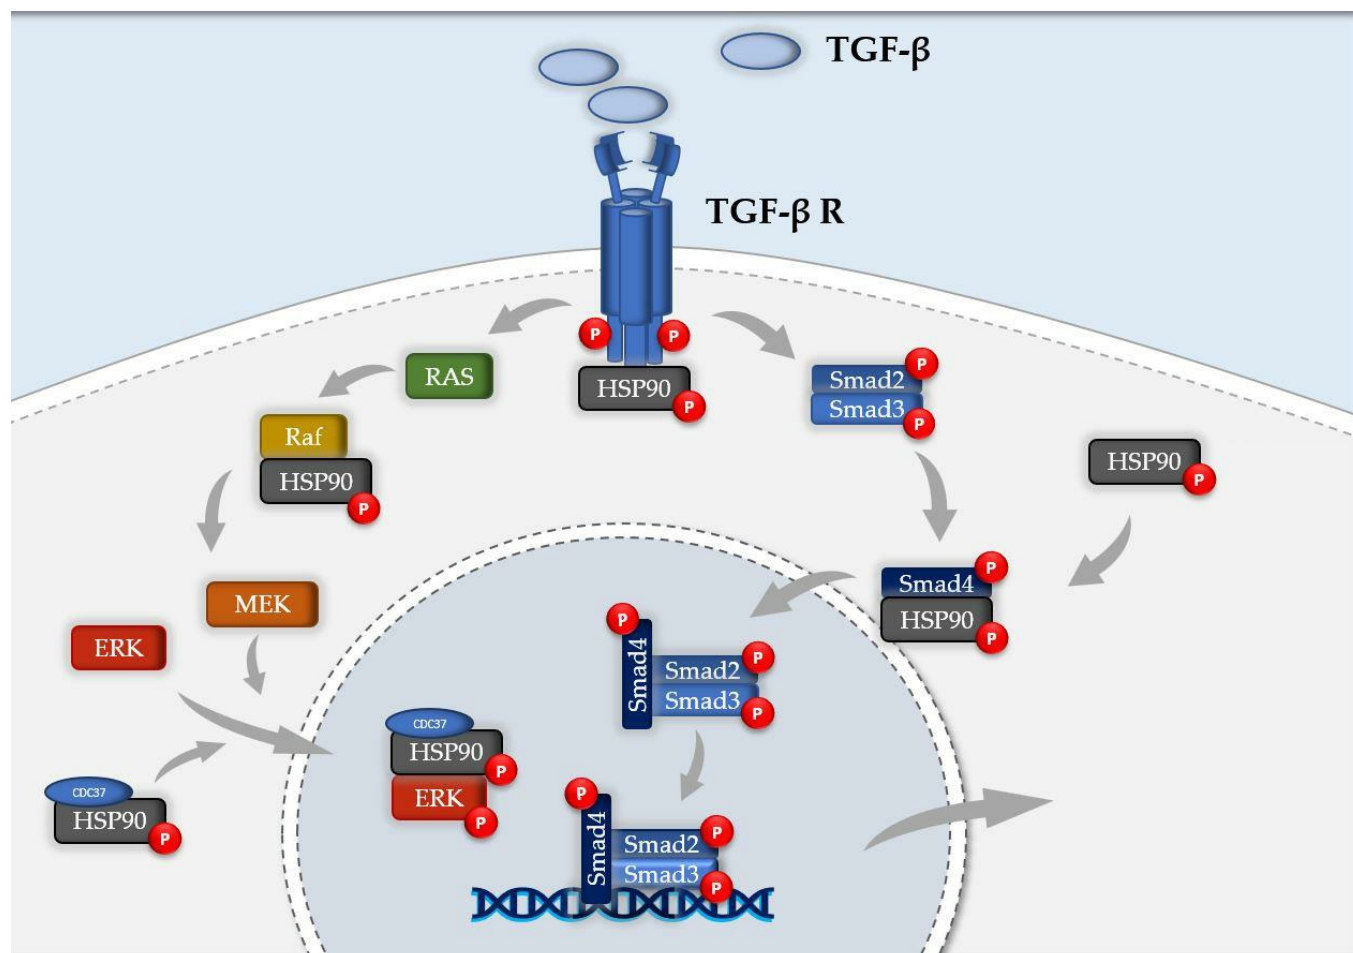 TGF-β
TGF-β R
P
P
HSP90
P
RAS
Raf
HSP90
P
Smad2
P
Smad3
P
HSP90
P
MEK
ERK
Smad4
P
HSP90
P
P
Smad4
Smad2
P
Smad3
P
CDC37
HSP90
P
ERK
P
CDC37
HSP90
P
P
Smad4
Smad2
P
Smad3
P